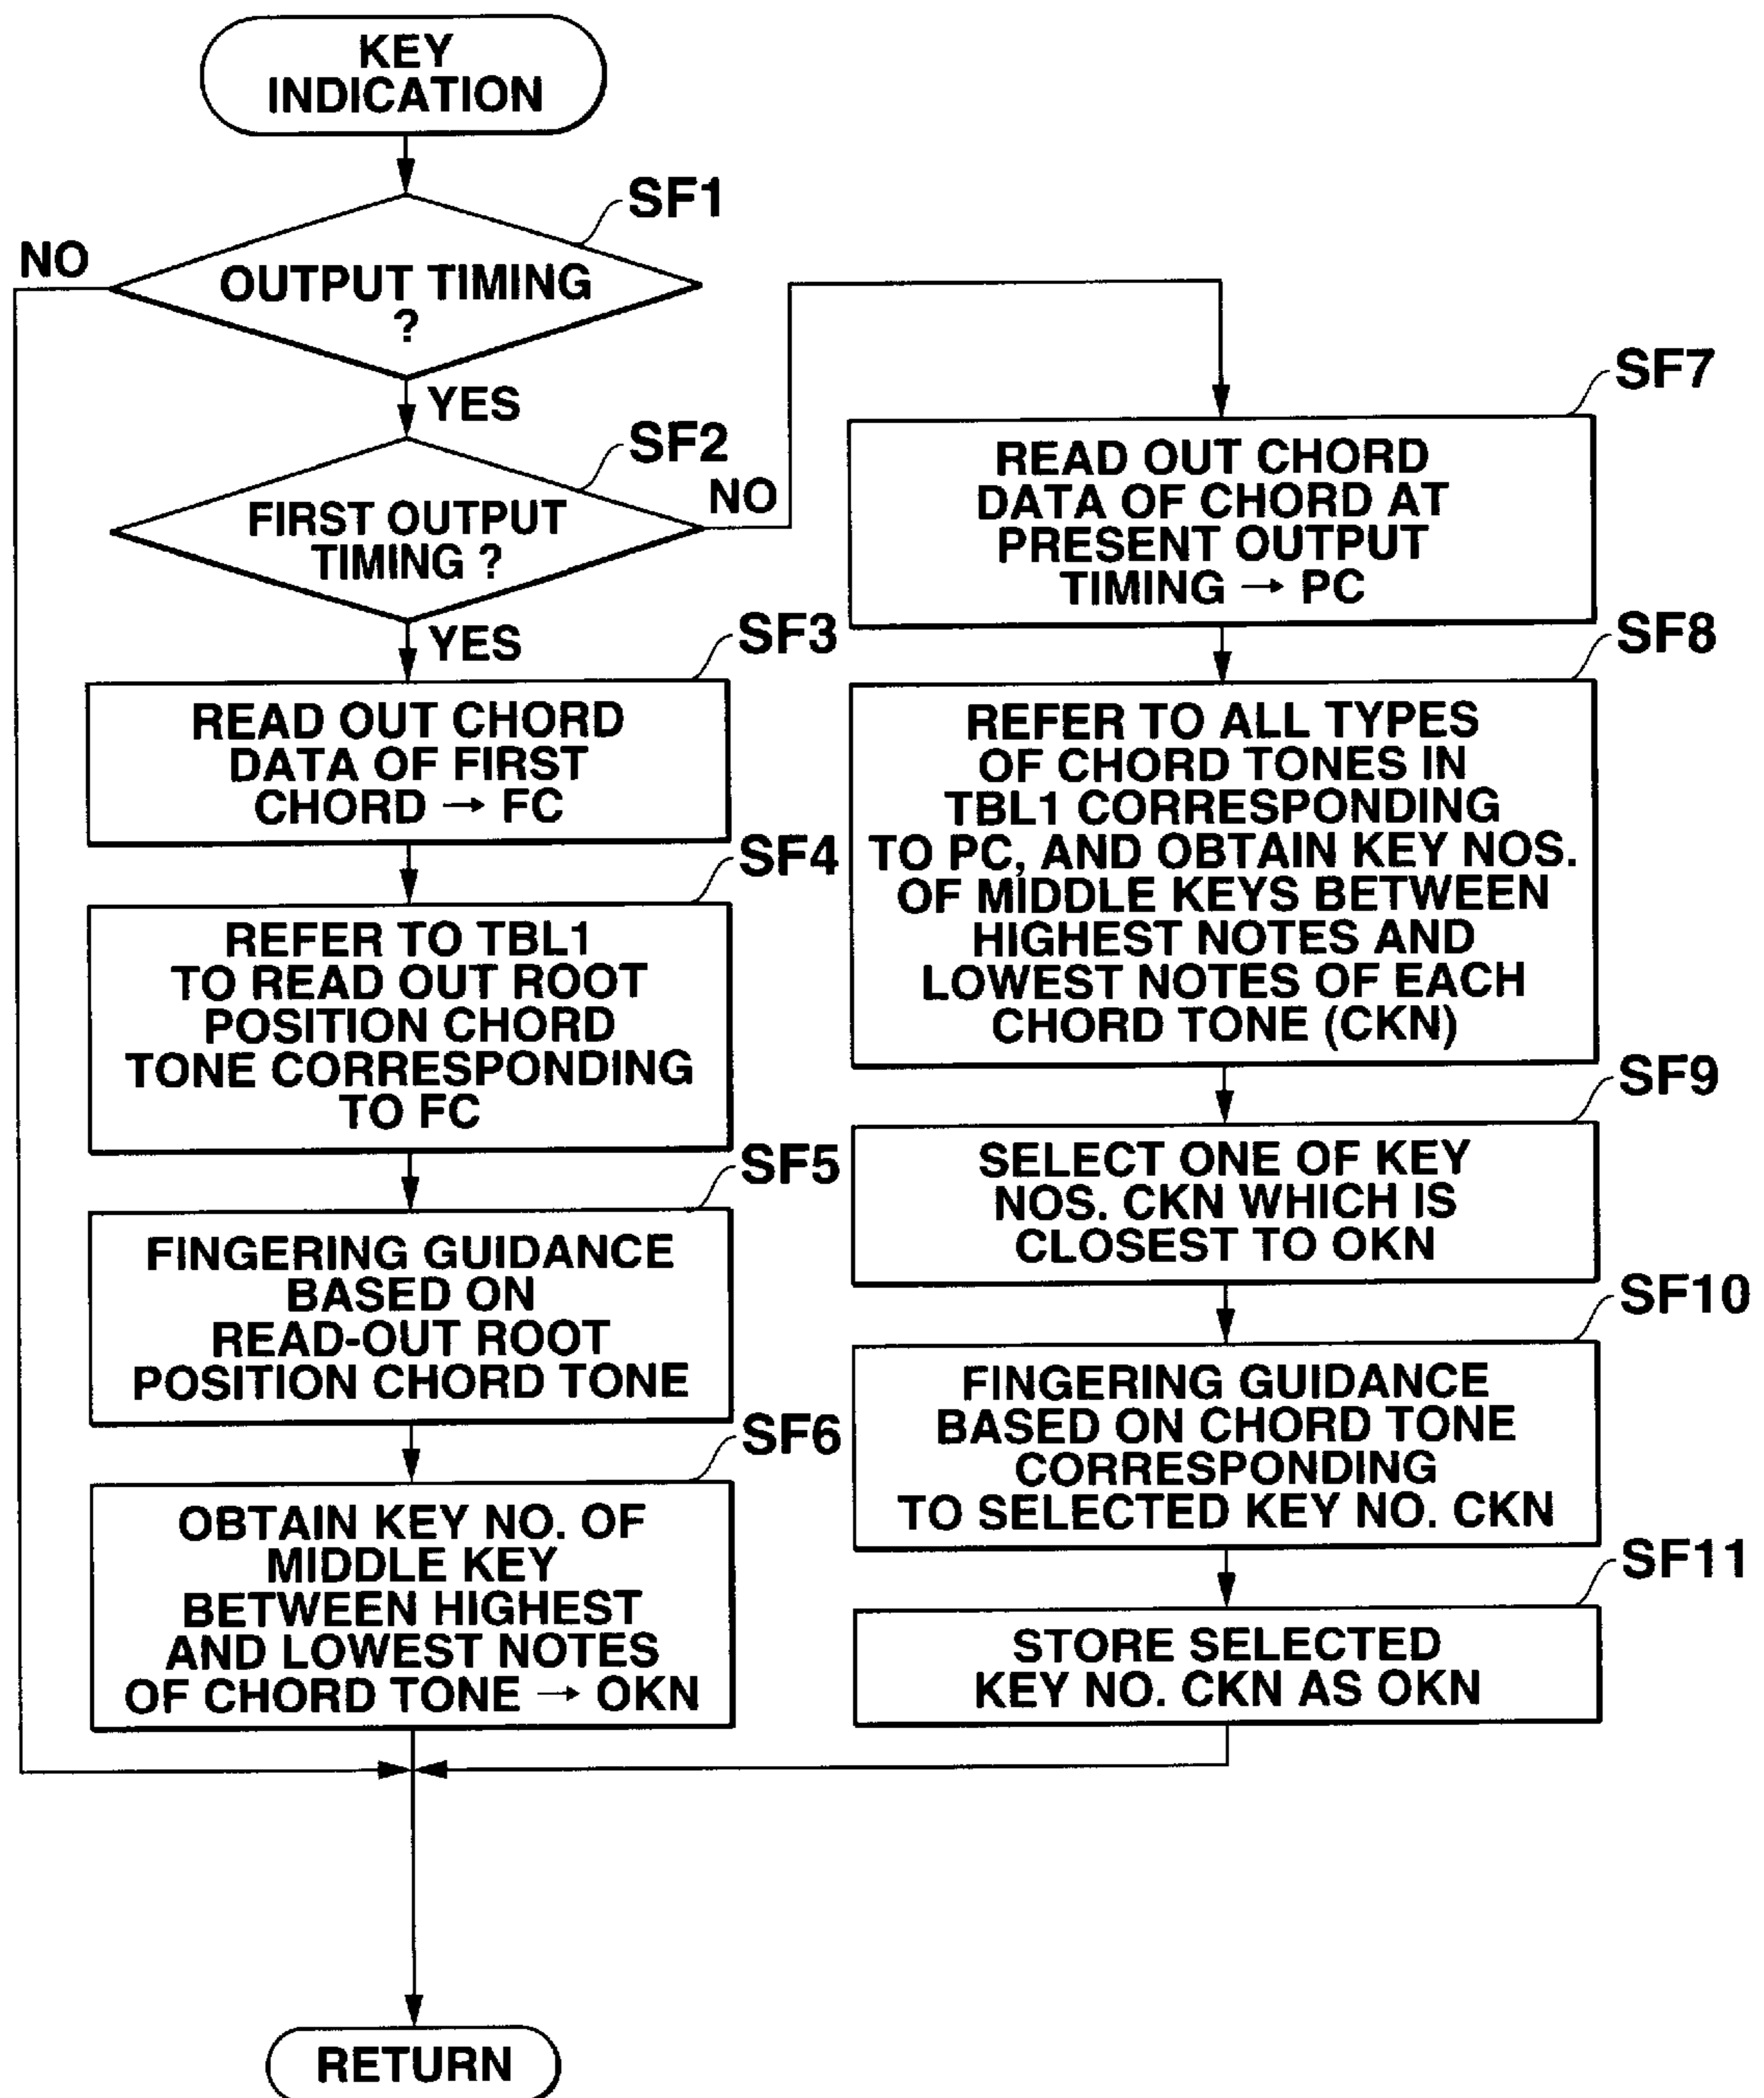 KEY
INDICATION
SF1
NO
OUTPUT TIMING
?
YES
SF2
NO
FIRST OUTPUT
TIMING ?
YES
SF3
READ OUT CHORD
DATA OF FIRST
CHORD → FC
SF4
REFER TO TBL1
TO READ OUT ROOT
POSITION CHORD
TONE CORRESPONDING
TO FC
SF5
FINGERING GUIDANCE
BASED ON
READ-OUT ROOT
POSITION CHORD TONE
SF6
OBTAIN KEY NO. OF
MIDDLE KEY
BETWEEN HIGHEST
AND LOWEST NOTES
OF CHORD TONE → OKN
SF7
READ OUT CHORD
DATA OF CHORD AT
PRESENT OUTPUT
TIMING → PC
SF8
REFER TO ALL TYPES
OF CHORD TONES IN
TBL1 CORRESPONDING
TO PC, AND OBTAIN KEY NOS.
OF MIDDLE KEYS BETWEEN
HIGHEST NOTES AND
LOWEST NOTES OF EACH
CHORD TONE (CKN)
SF9
SELECT ONE OF KEY
NOS. CKN WHICH IS
CLOSEST TO OKN
SF10
FINGERING GUIDANCE
BASED ON CHORD TONE
CORRESPONDING
TO SELECTED KEY NO. CKN
SF11
STORE SELECTED
KEY NO. CKN AS OKN
RETURN